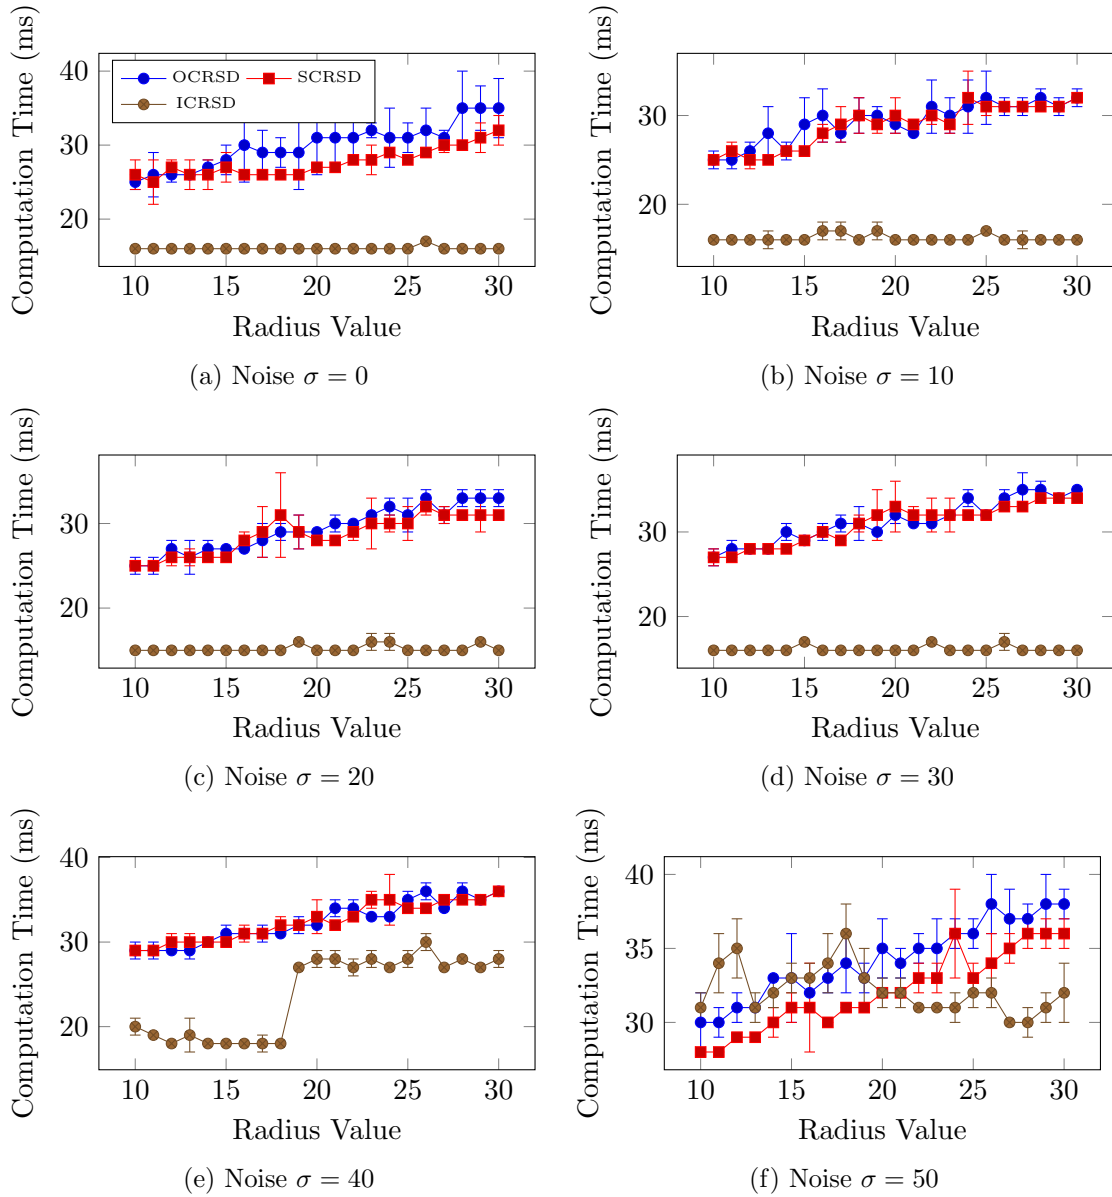 Computation Time (ms)
40
30
20
OCRSD SCRSD
ICRSD
10 15 20 25 30
Radius Value
(a) Noise σ = 0
Computation Time (ms)
30
20
10 15 20 25 30
Radius Value
(b) Noise σ = 10
Computation Time (ms)
30
20
10 15 20 25 30
Radius Value
(c) Noise σ = 20
Computation Time (ms)
30
20
10 15 20 25 30
Radius Value
(d) Noise σ = 30
Computation Time (ms)
40
30
20
10 15 20 25 30
Radius Value
(e) Noise σ = 40
Computation Time (ms)
40
35
30
10 15 20 25 30
Radius Value
(f) Noise σ = 50